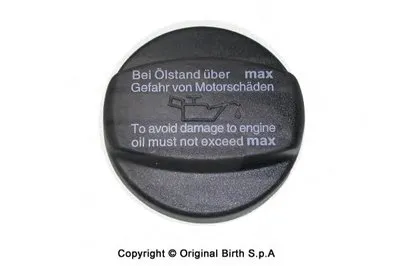 Bei Ölstand über max
Gefahr von Motorschäden
To avoid damage to engine
oil must not exceed max
Copyright © Original Birth S.p.A